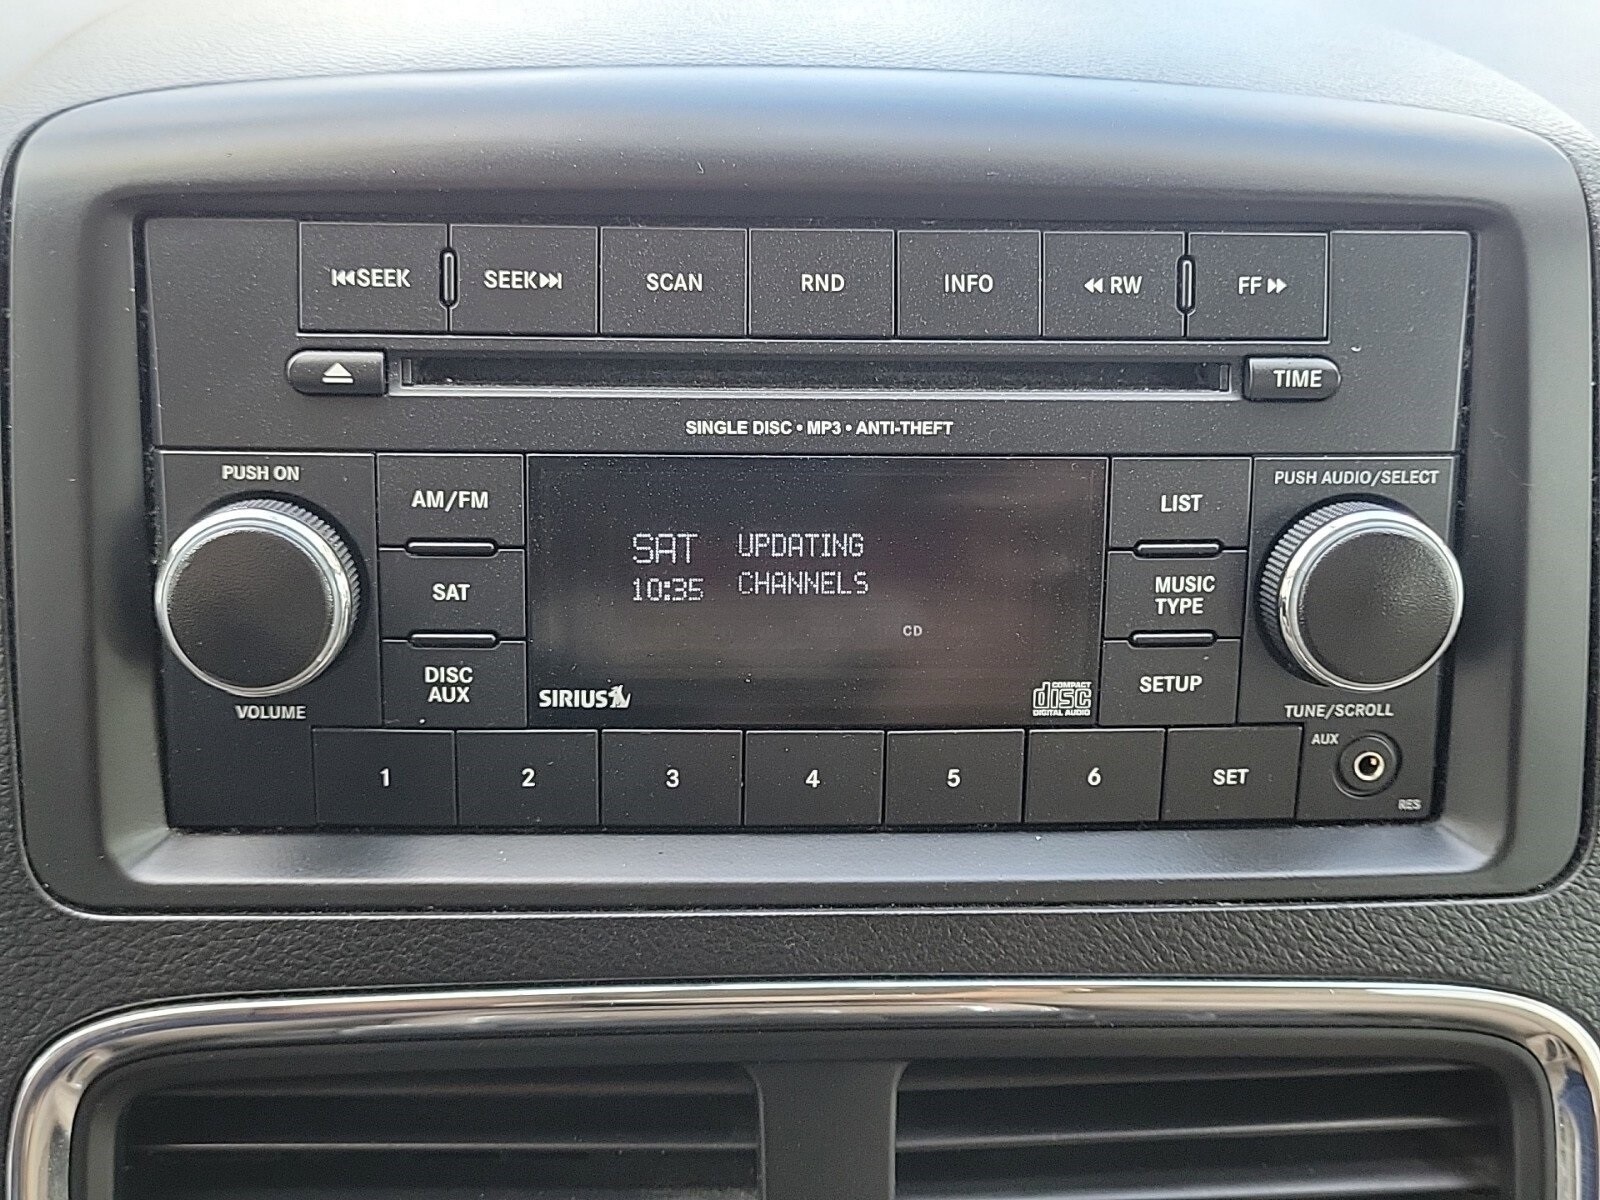 SEEK SEEK SCAN RND INFO RW FF
TIME
SINGLE DISC • MP3 • ANTI-THEFT
PUSH ON
AM/FM
SAT
DISC
AUX
VOLUME
SAT UPDATING
10:35 CHANNELS
CD
SIRIUS
COMPACT
disc
DIGITAL AUDIO
LIST
MUSIC
TYPE
SETUP
PUSH AUDIO/SELECT
TUNE/SCROLL
1 2 3 4 5 6 SET
AUX
RES